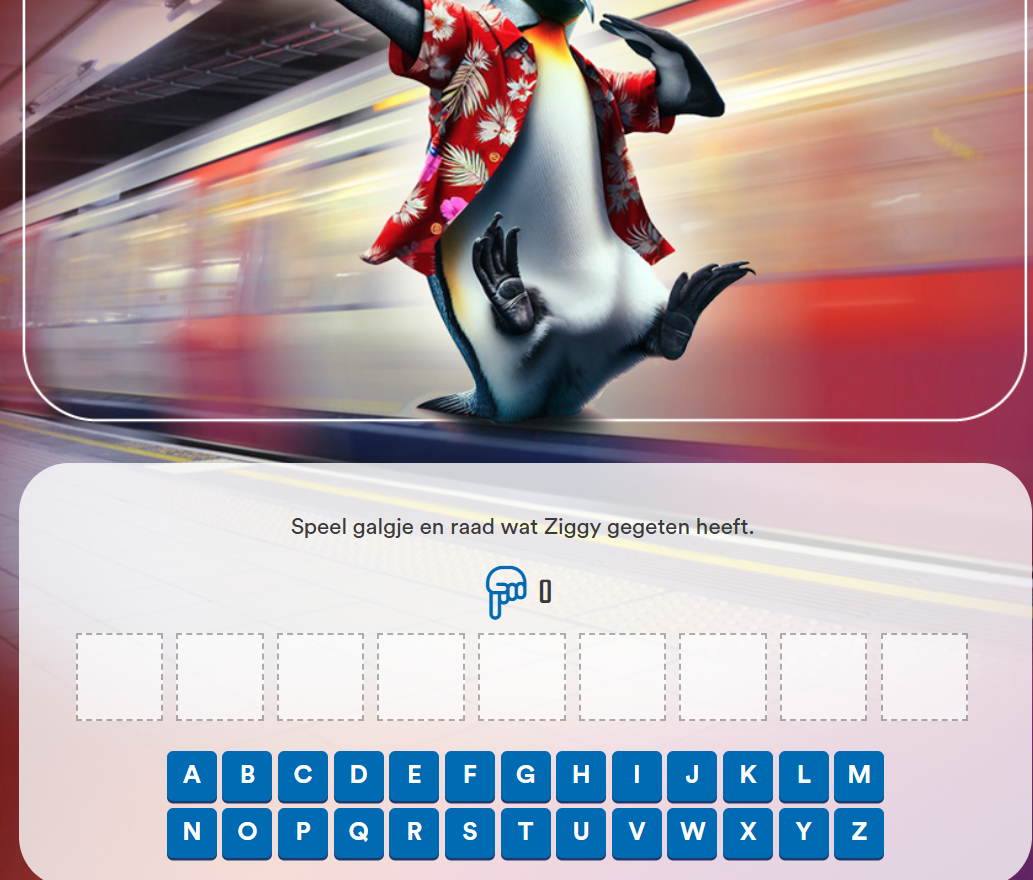 Speel galgje en raad wat Ziggy gegeten heeft.
0
A B C D E F G H I J K L M
N O P Q R S T U V W X Y Z